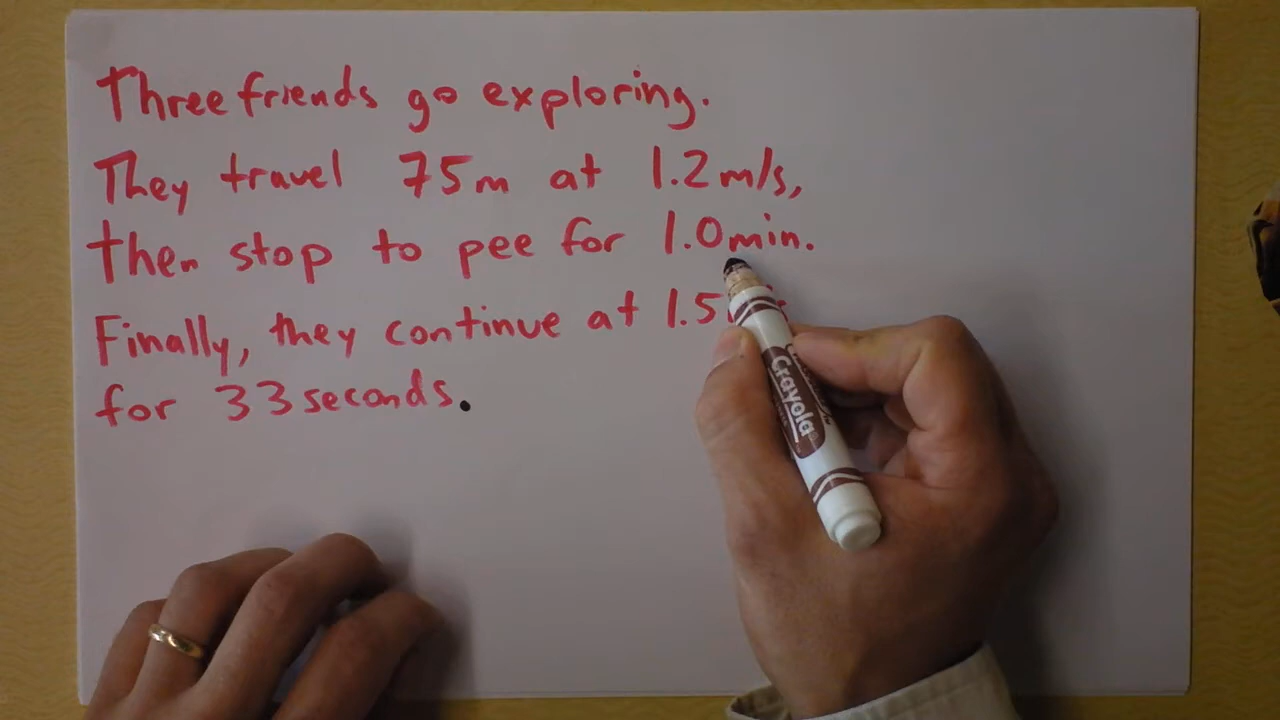 Three friends go exploring.
They travel 75m at 1.2m/s,
then stop to pee for 1.0min.
Finally, they continue at 1.5
for 33 seconds.
Crayola